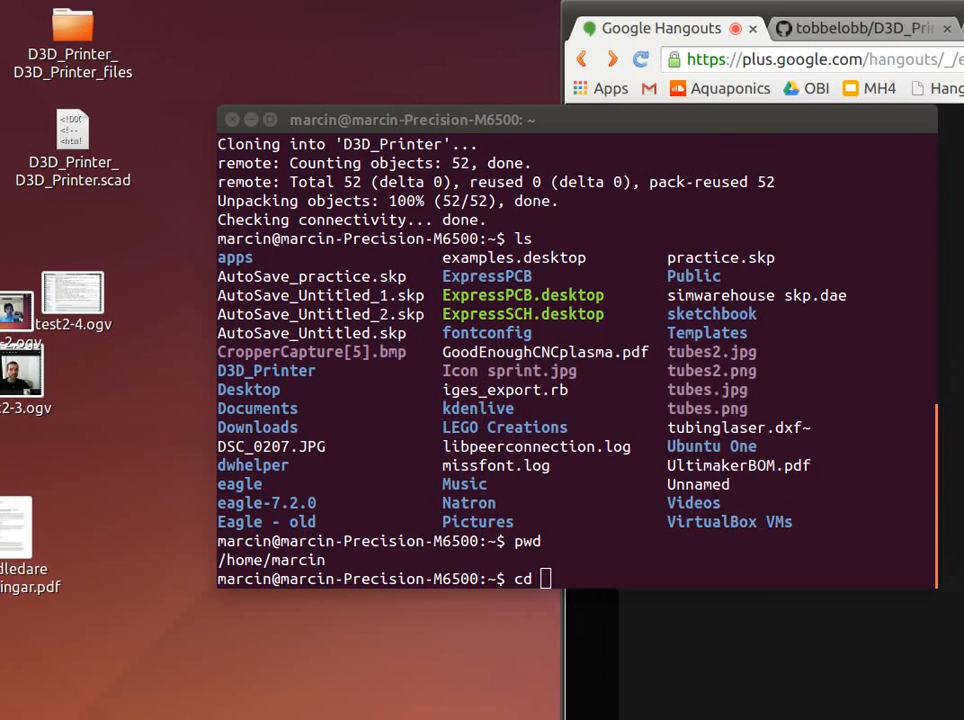 D3D_Printer_
D3D_Printer_files
<!DO
<!--
<html
D3D_Printer_
D3D_Printer.scad
test2-4.ogv
t2-3.ogv
dledare
ingar.pdf
Google Hangouts
tobbelobb/D3D_Prin
https://plus.google.com/hangouts/_/e
Apps
Aquaponics
OBI
MH4
Hang
marcin@marcin-Precision-M6500: ~
Cloning into 'D3D_Printer'...
remote: Counting objects: 52, done.
remote: Total 52 (delta 0), reused 0 (delta 0), pack-reused 52
Unpacking objects: 100% (52/52), done.
Checking connectivity... done.
marcin@marcin-Precision-M6500:~$ ls
apps examples.desktop practice.skp
AutoSave_practice.skp ExpressPCB Public
AutoSave_Untitled_1.skp ExpressPCB.desktop simwarehouse skp.dae
AutoSave_Untitled_2.skp ExpressSCH.desktop sketchbook
AutoSave_Untitled.skp fontconfig Templates
CropperCapture[5].bmp GoodEnoughCNCplasma.pdf tubes2.jpg
D3D_Printer Icon sprint.jpg tubes2.png
Desktop iges_export.rb tubes.jpg
Documents kdenlive tubes.png
Downloads LEGO Creations tubinglaser.dxf~
DSC_0207.JPG libpeerconnection.log Ubuntu One
dwhelper missfont.log UltimakerBOM.pdf
eagle Music Unnamed
eagle-7.2.0 Natron Videos
Eagle - old Pictures VirtualBox VMs
marcin@marcin-Precision-M6500:~$ pwd
/home/marcin
marcin@marcin-Precision-M6500:~$ cd